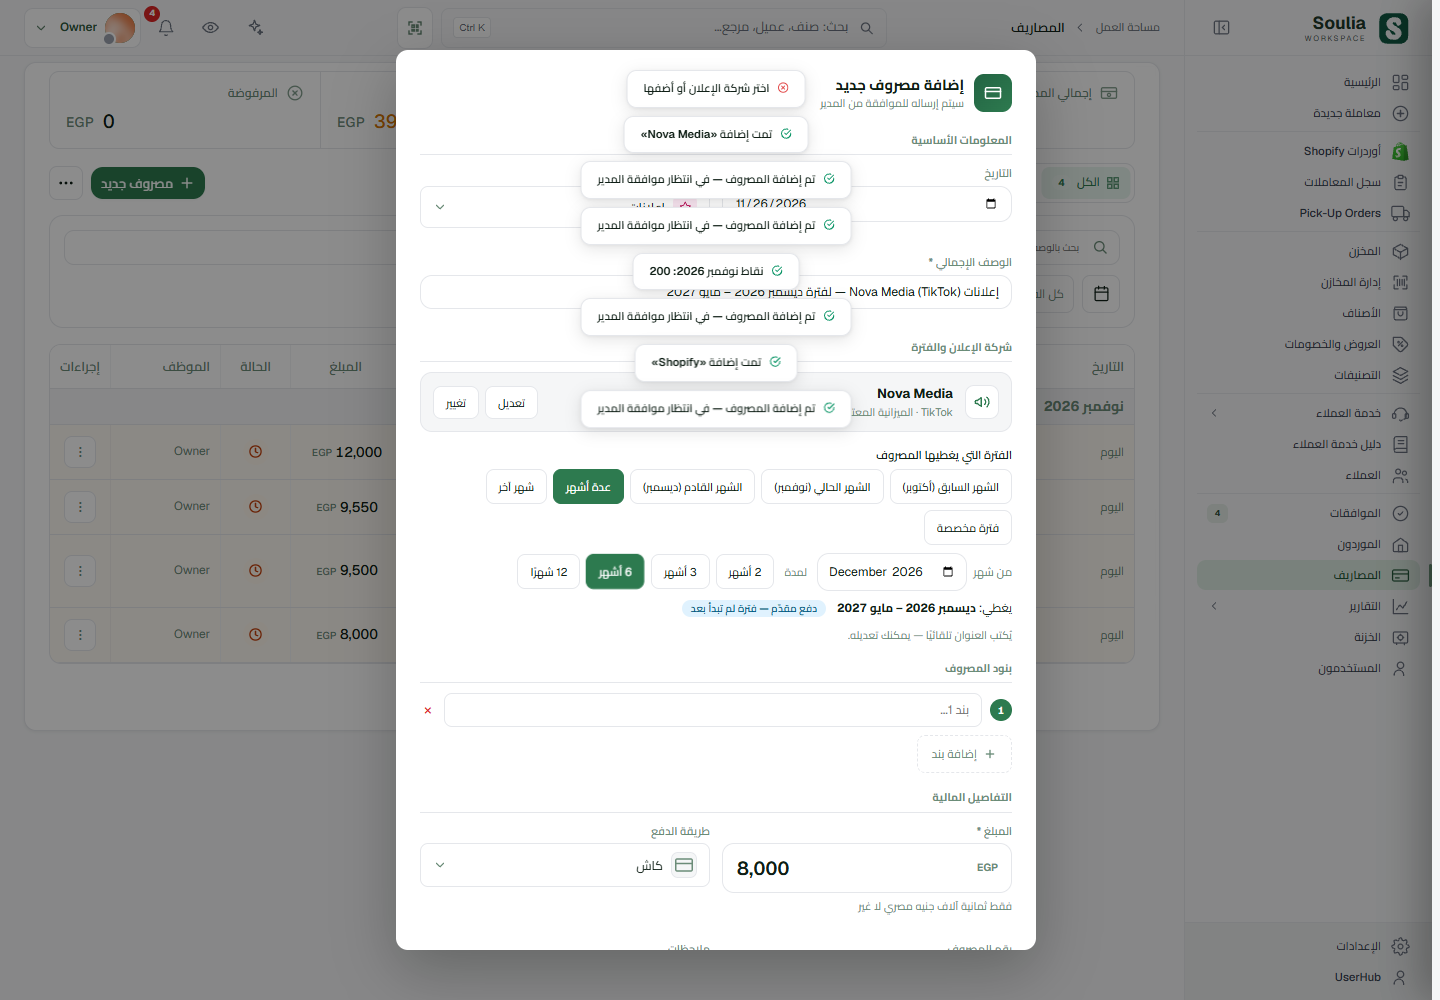 Soulia
WORKSPACE
مساحة العمل
المصاريف
بحث: صنف، عميل، مرجع...
Ctrl K
4
Owner
الرئيسية
معاملة جديدة
أوردرات Shopify
سجل المعاملات
Pick-Up Orders
المخزن
إدارة المخازن
الأصناف
العروض والخصومات
التصنيفات
خدمة العملاء
دليل خدمة العملاء
العملاء
الموافقات
4
الموردون
المصاريف
التقارير
الخزنة
المستخدمون
الإعدادات
UserHub
المرفوضة
0 EGP
EGP
مصروف جديد
الكل 4
التاريخ
المبلغ
الحالة
الموظف
إجراءات
نوفمبر 2026
اليوم
12,000 EGP
Owner
اليوم
9,550 EGP
Owner
اليوم
9,500 EGP
Owner
اليوم
8,000 EGP
Owner
إضافة مصروف جديد
سيتم إرساله للموافقة من المدير
اختر شركة الإعلان أو أضفها
تمت إضافة «Nova Media»
تم إضافة المصروف — في انتظار موافقة المدير
تم إضافة المصروف — في انتظار موافقة المدير
نقاط نوفمبر 2026: 200
تم إضافة المصروف — في انتظار موافقة المدير
تمت إضافة «Shopify»
تم إضافة المصروف — في انتظار موافقة المدير
المعلومات الأساسية
التاريخ
11/26/2026
إعلانات
الوصف الإجمالي *
إعلانات Nova Media (TikTok) — لفترة ديسمبر 2026 – مايو 2027
شركة الإعلان والفترة
Nova Media
TikTok · الميزانية
تعديل
تغيير
الفترة التي يغطيها المصروف
الشهر السابق (أكتوبر)
الشهر الحالي (نوفمبر)
الشهر القادم (ديسمبر)
عدة أشهر
شهر آخر
فترة مخصصة
من شهر
December 2026
لمدة
2 أشهر
3 أشهر
6 أشهر
12 شهرًا
يغطي: ديسمبر 2026 – مايو 2027
دفع مقدّم — فترة لم تبدأ بعد
يُكتب العنوان تلقائيًا — يمكنك تعديله.
بنود المصروف
1
بند 1...
إضافة بند
التفاصيل المالية
المبلغ *
طريقة الدفع
8,000
EGP
كاش
فقط ثمانية آلاف جنيه مصري لا غير
رقم المصروف
ملاحظات